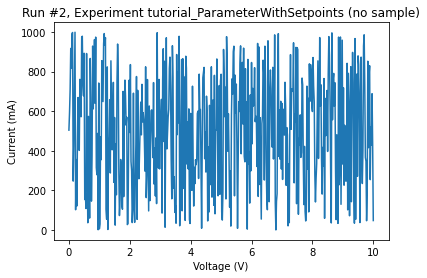 Run #2, Experiment tutorial_ParameterWithSetpoints (no sample)
1000
800
600
400
200
0
Current (mA)
0 2 4 6 8 10
Voltage (V)